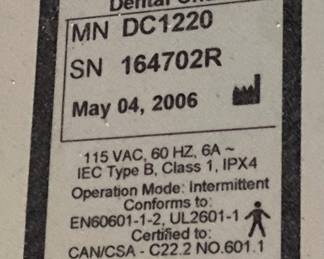 Dental
MN DC1220
SN 164702R
May 04, 2006
115 VAC, 60 HZ, 6A ~
IEC Type B, Class 1, IPX4
Operation Mode: Intermittent
Conforms to:
EN60601-1-2, UL2601-1
Certified to:
CAN/CSA - C22.2 NO.601.1